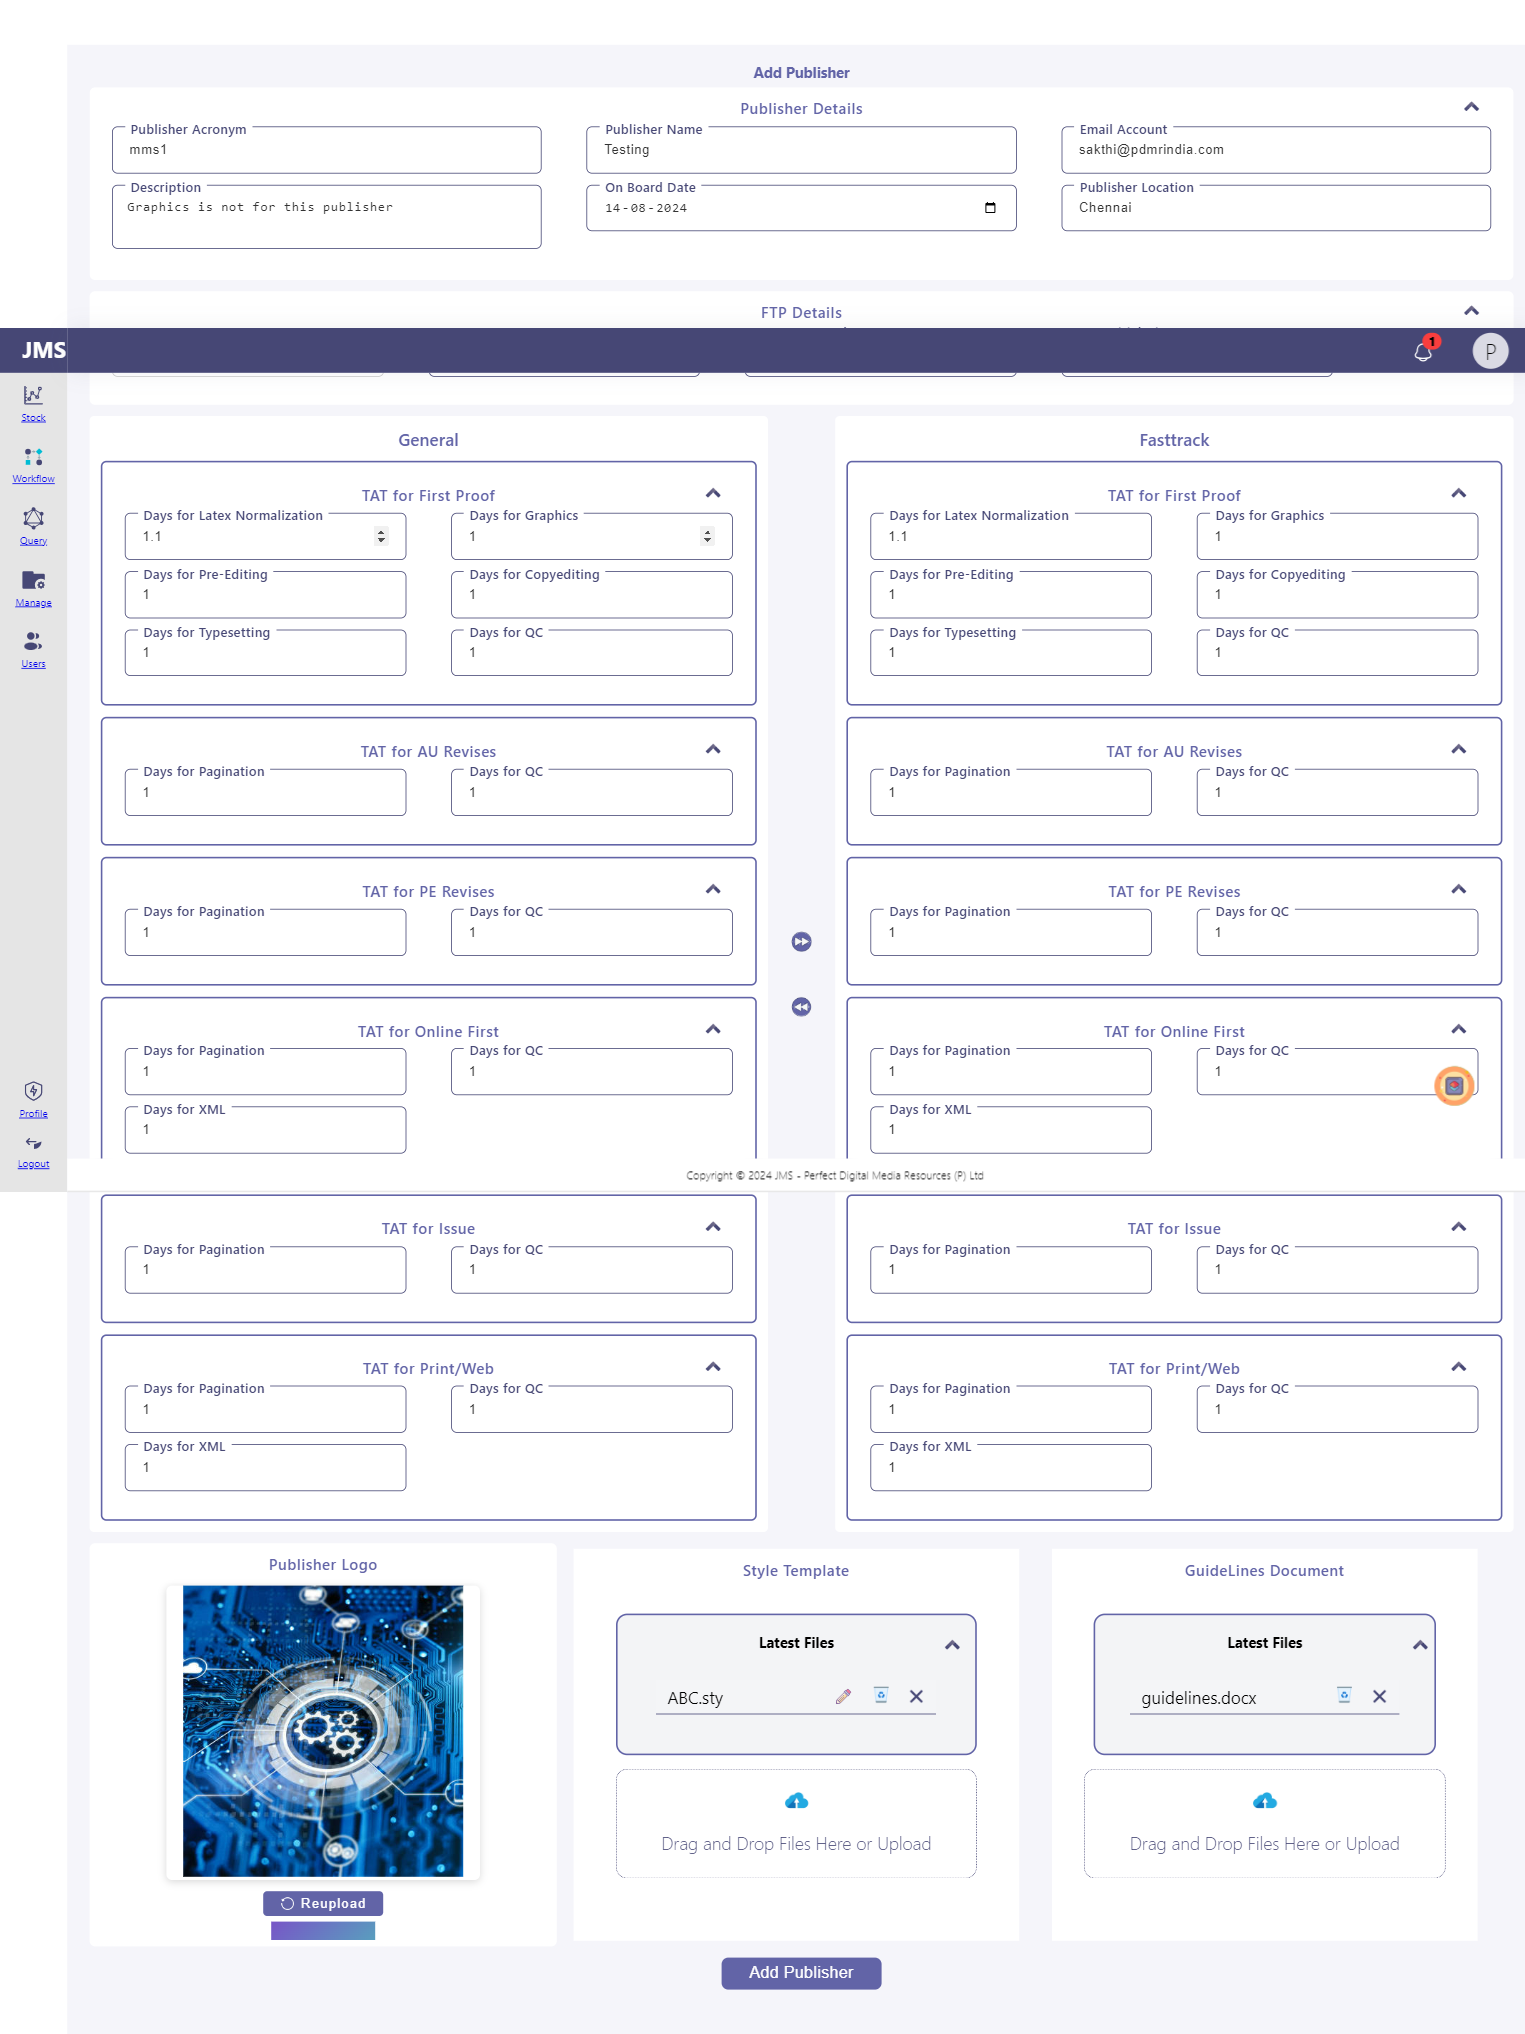 Add Publisher
Publisher Details
Publisher Acronym
mms1
Publisher Name
Testing
Email Account
sakthi@pdmrindia.com
Description
Graphics is not for this publisher
On Board Date
14-08-2024
Publisher Location
Chennai
FTP Details
JMS
1
P
Stock
Workflow
Query
Manage
Users
Profile
Logout
General
TAT for First Proof
Days for Latex Normalization
1.1
Days for Graphics
1
Days for Pre-Editing
1
Days for Copyediting
1
Days for Typesetting
1
Days for QC
1
TAT for AU Revises
Days for Pagination
1
Days for QC
1
TAT for PE Revises
Days for Pagination
1
Days for QC
1
TAT for Online First
Days for Pagination
1
Days for QC
1
Days for XML
1
Fasttrack
TAT for First Proof
Days for Latex Normalization
1.1
Days for Graphics
1
Days for Pre-Editing
1
Days for Copyediting
1
Days for Typesetting
1
Days for QC
1
TAT for AU Revises
Days for Pagination
1
Days for QC
1
TAT for PE Revises
Days for Pagination
1
Days for QC
1
TAT for Online First
Days for Pagination
1
Days for QC
1
Days for XML
1
Copyright © 2024 JMS - Perfect Digital Media Resources (P) Ltd
TAT for Issue
Days for Pagination
1
Days for QC
1
TAT for Print/Web
Days for Pagination
1
Days for QC
1
Days for XML
1
TAT for Issue
Days for Pagination
1
Days for QC
1
TAT for Print/Web
Days for Pagination
1
Days for QC
1
Days for XML
1
Publisher Logo
Reupload
Style Template
Latest Files
ABC.sty
Drag and Drop Files Here or Upload
GuideLines Document
Latest Files
guidelines.docx
Drag and Drop Files Here or Upload
Add Publisher